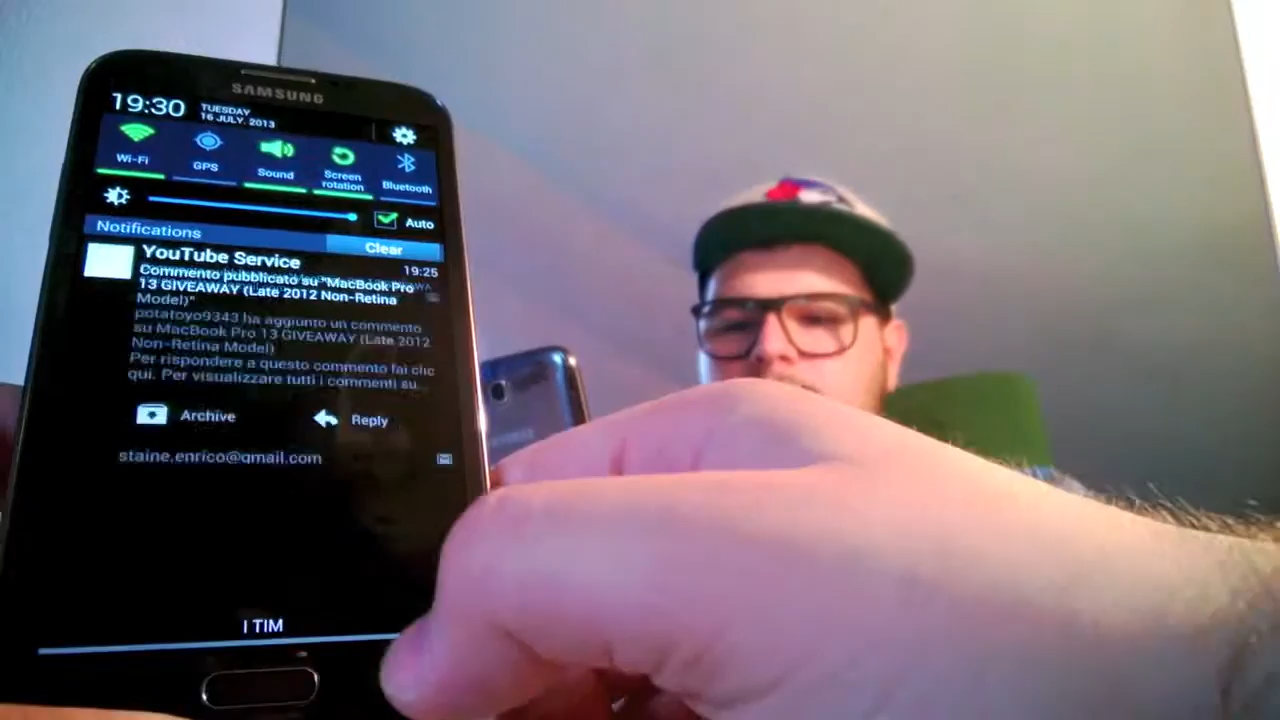 SAMSUNG
19:30
TUESDAY
16 JULY. 2013
Wi-Fi
GPS
Sound
Screen
rotation
Bluetooth
Auto
Notifications
Clear
YouTube Service
19:25
Commento pubblicato su "MacBook Pro
13 GIVEAWAY (Late 2012 Non-Retina
Model)"
potatoyo9343 ha aggiunto un commento
su MacBook Pro 13 GIVEAWAY (Late 2012
Non-Retina Model)
Per rispondere a questo commento fai clic
qui. Per visualizzare tutti i commenti su...
Archive
Reply
staine.enrico@gmail.com
I TIM